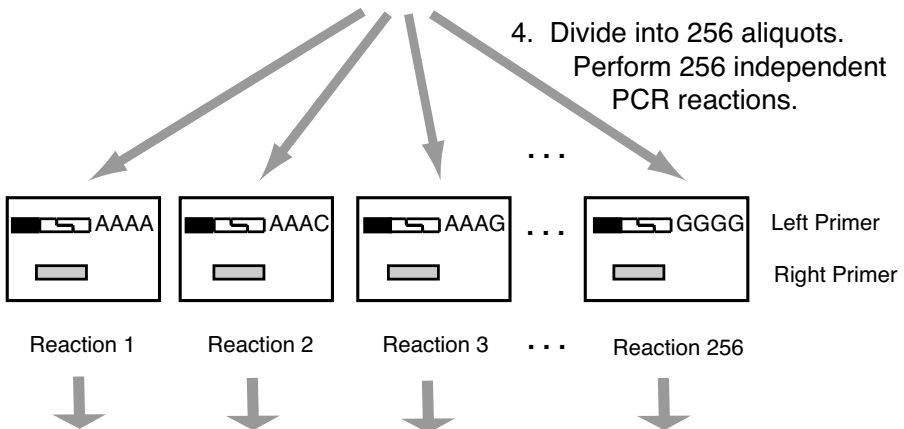 4. Divide into 256 aliquots.
Perform 256 independent
PCR reactions.
. . .
AAAA AAAC AAAG . . . GGGG Left Primer
Right Primer
Reaction 1 Reaction 2 Reaction 3 . . . Reaction 256